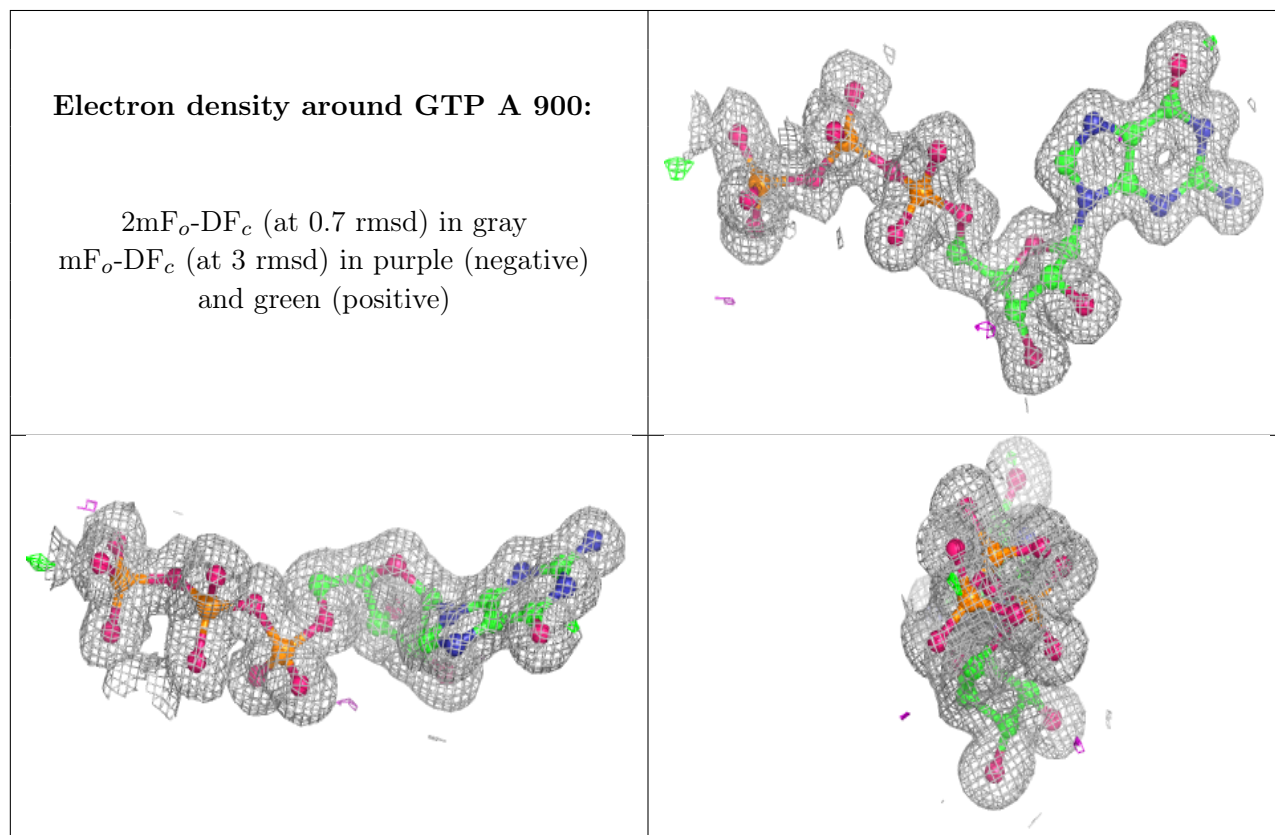 Electron density around GTP A 900:
2mFo-DFc (at 0.7 rmsd) in gray
mFo-DFc (at 3 rmsd) in purple (negative)
and green (positive)